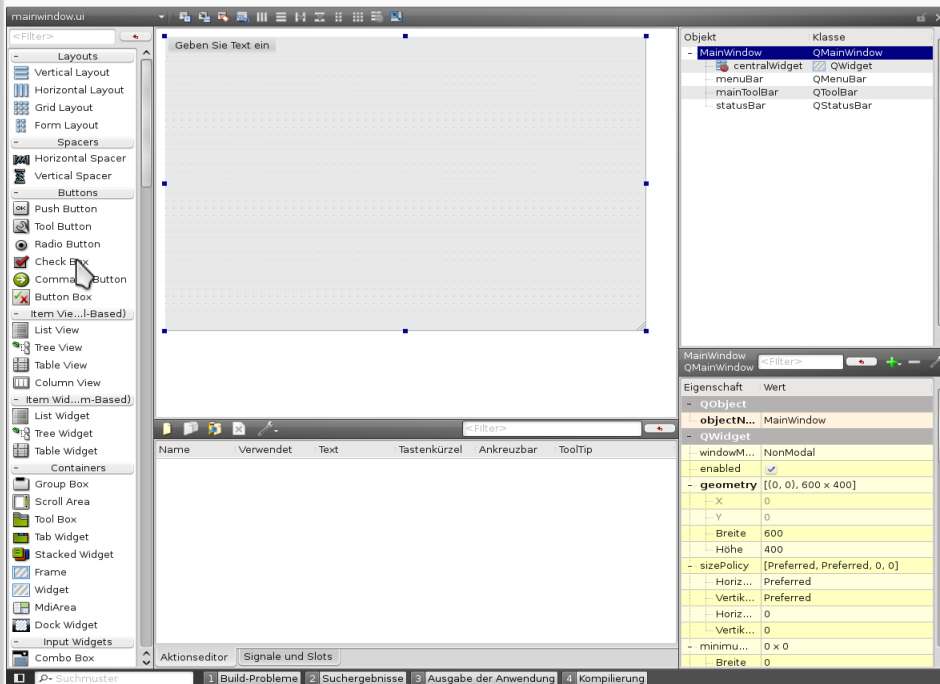 mainwindow.ui
<Filter>
Layouts
Vertical Layout
Horizontal Layout
Grid Layout
Form Layout
Spacers
Horizontal Spacer
Vertical Spacer
Buttons
Push Button
Tool Button
Radio Button
Check
Button
Button Box
Item Vie...l-Based)
List View
Tree View
Table View
Column View
Item Wid...m-Based)
List Widget
Tree Widget
Table Widget
Containers
Group Box
Scroll Area
Tool Box
Tab Widget
Stacked Widget
Frame
Widget
MdiArea
Dock Widget
Input Widgets
Combo Box
Geben Sie Text ein
<Filter>
Name Verwendet Text Tastenkürzel Ankreuzbar ToolTip
Aktionseditor Signale und Slots
Objekt Klasse
MainWindow QMainWindow
centralWidget QWidget
menuBar QMenuBar
mainToolBar QToolBar
statusBar QStatusBar
MainWindow
QMainWindow
<Filter>
Eigenschaft Wert
QObject
objectN... MainWindow
QWidget
windowM... NonModal
enabled
geometry [(0, 0), 600 x 400]
X 0
Y 0
Breite 600
Höhe 400
sizePolicy [Preferred, Preferred, 0, 0]
Horiz... Preferred
Vertik... Preferred
Horiz... 0
Vertik... 0
minimu... 0 x 0
Breite 0
Suchmuster
1 Build-Probleme 2 Suchergebnisse 3 Ausgabe der Anwendung 4 Kompilierung